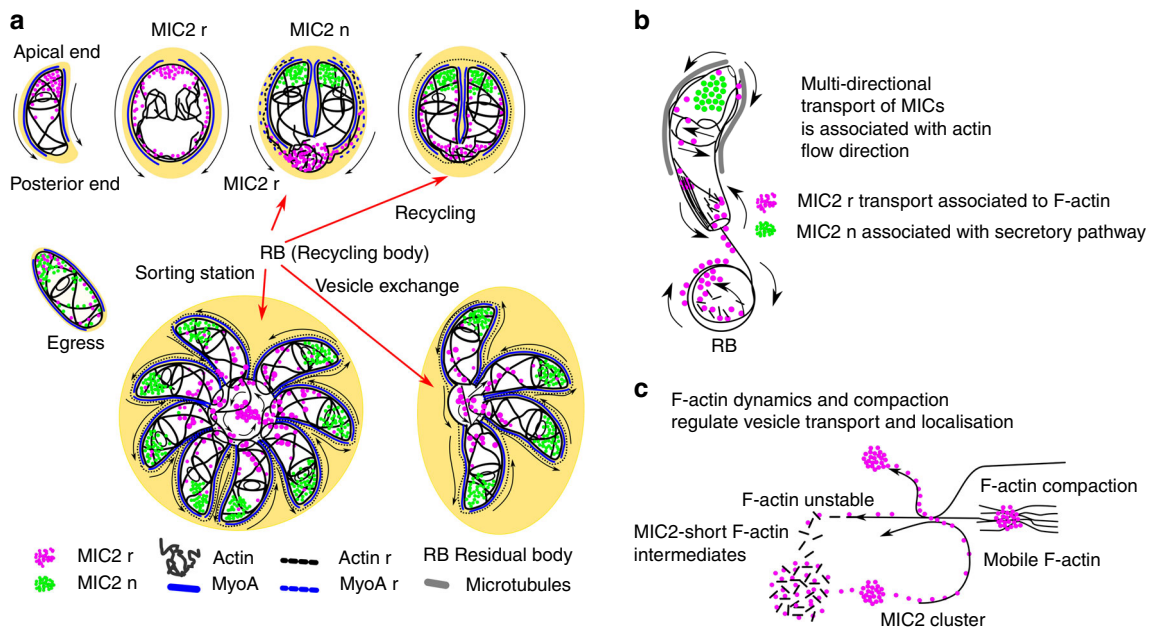 a
MIC2 r
MIC2 n
Apical end
Posterior end
MIC2 r
Recycling
RB (Recycling body)
Sorting station
Vesicle exchange
Egress
MIC2 r
MIC2 n
Actin
MyoA
Actin r
MyoA r
RB Residual body
Microtubules
b
Multi-directional
transport of MICs
is associated with actin
flow direction
MIC2 r transport associated to F-actin
MIC2 n associated with secretory pathway
RB
c
F-actin dynamics and compaction
regulate vesicle transport and localisation
F-actin compaction
F-actin unstable
MIC2-short F-actin
intermediates
Mobile F-actin
MIC2 cluster